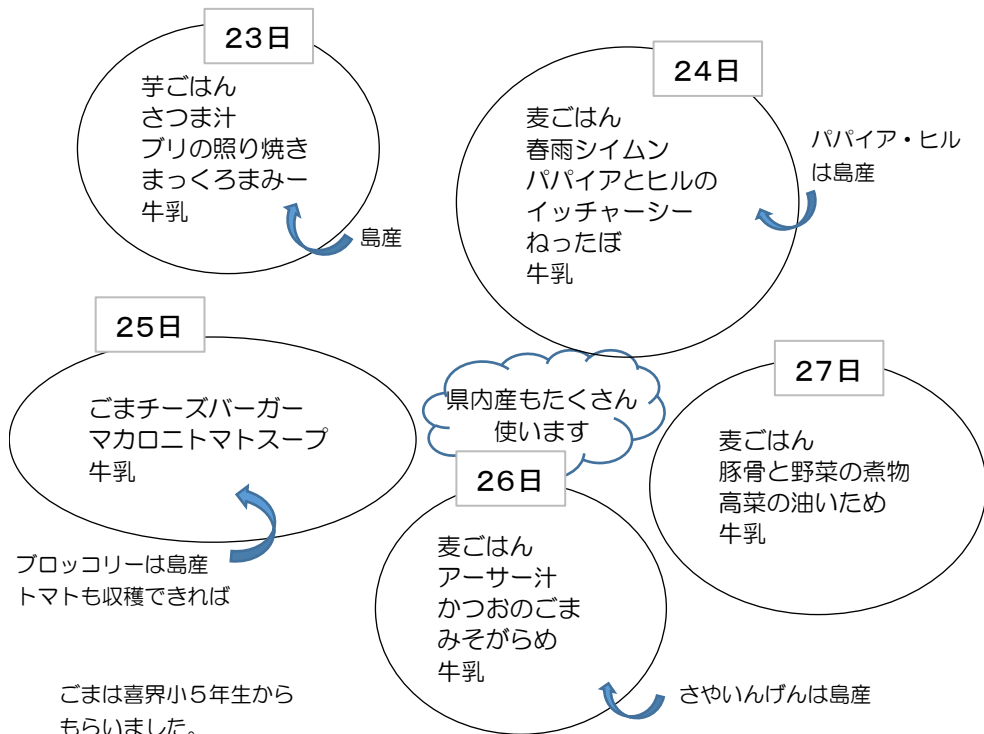 23日
芋ごはん
さつま汁
ブリの照り焼き
まっくろまみー
牛乳
島産
24日
麦ごはん
春雨シイムン
パパイアとヒルの
イッチャーシー
ねったぼ
牛乳
パパイア・ヒル
は島産
25日
ごまチーズバーガー
マカロニトマトスープ
牛乳
ブロッコリーは島産
トマトも収穫できれば
県内産もたくさん
使います
26日
麦ごはん
アーサー汁
かつおのごま
みそがらめ
牛乳
さやいんげんは島産
27日
麦ごはん
豚骨と野菜の煮物
高菜の油いため
牛乳
ごまは喜界小5年生から
もらいました。